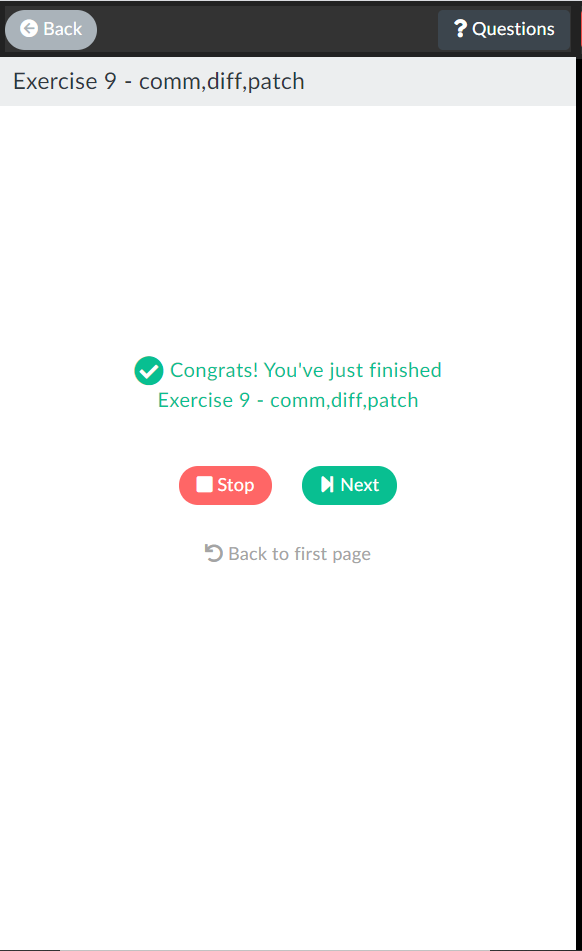 Back
? Questions
Exercise 9 - comm,diff,patch
Congrats! You've just finished
Exercise 9 - comm,diff,patch
Stop
Next
Back to first page